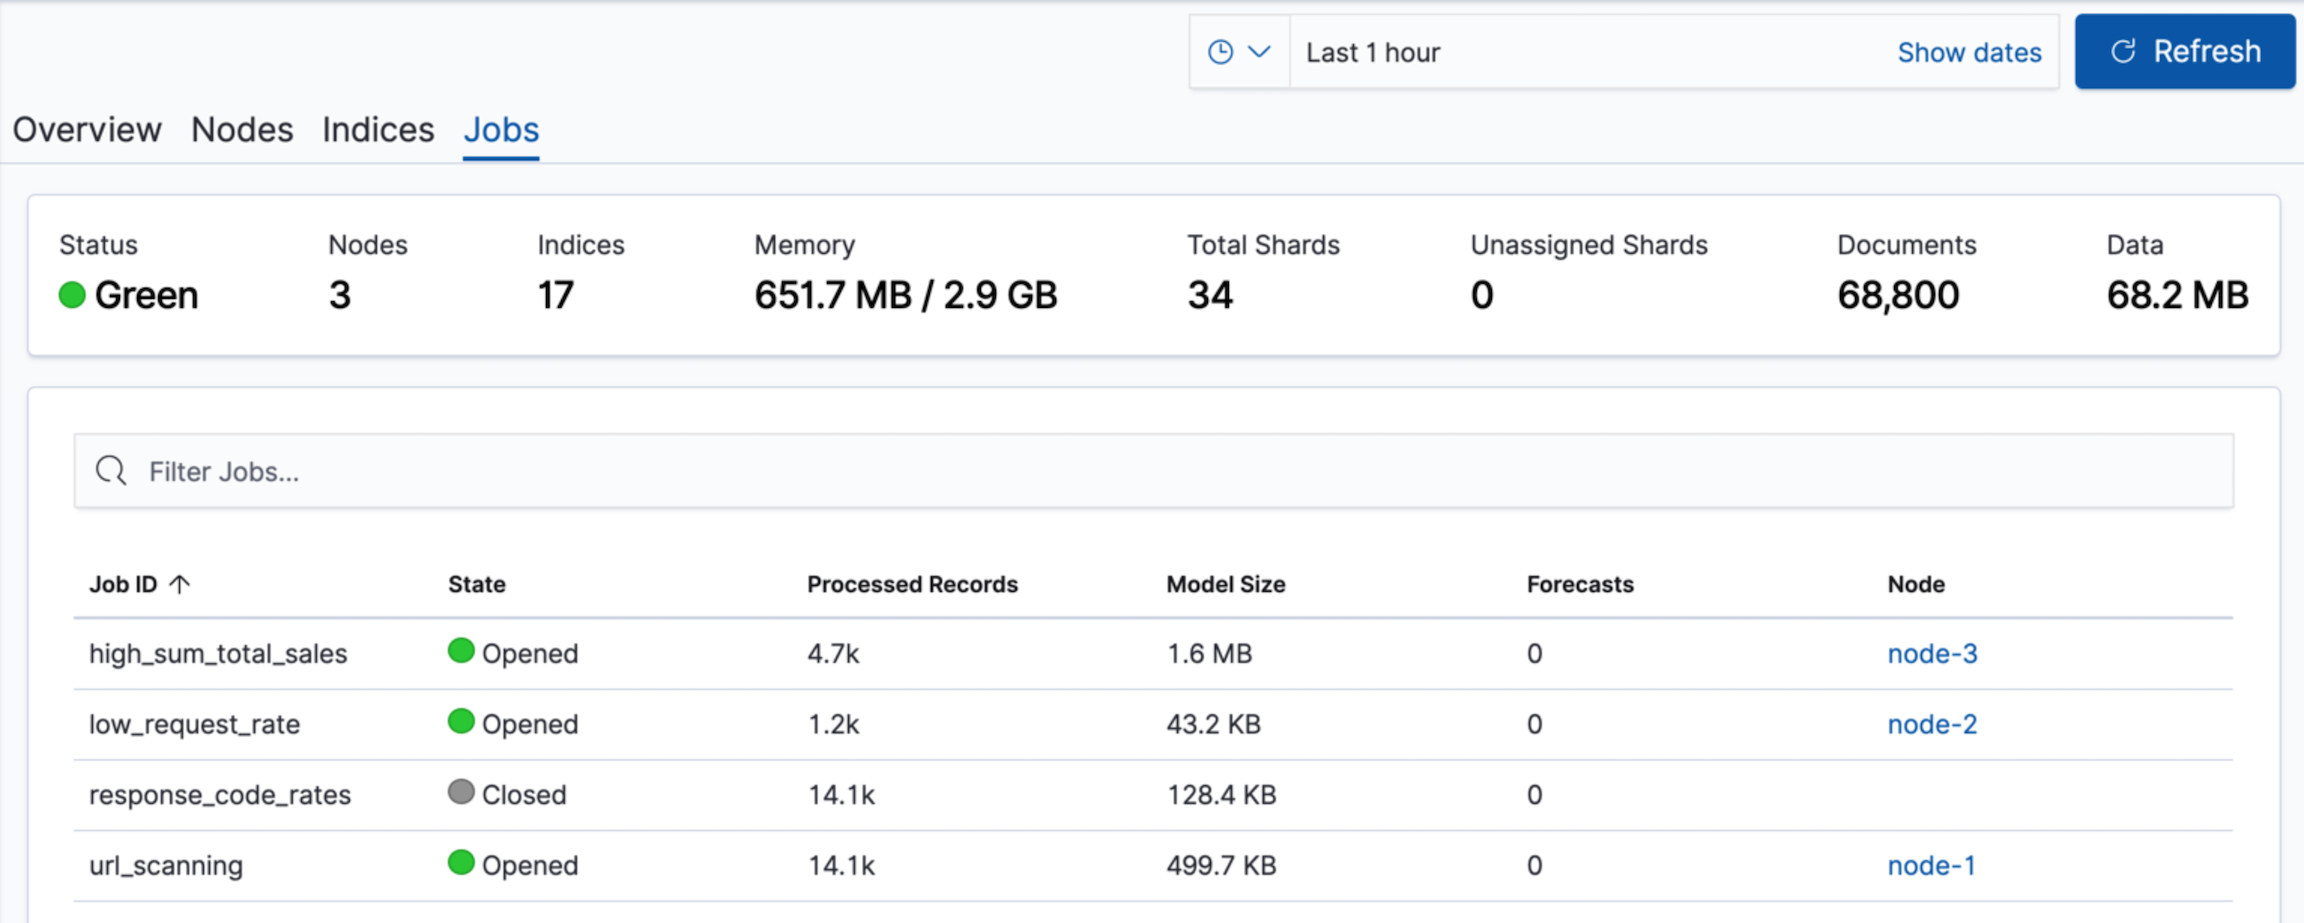 Last 1 hour Show dates Refresh
Overview Nodes Indices Jobs
Status Nodes Indices Memory Total Shards Unassigned Shards Documents Data
Green 3 17 651.7 MB / 2.9 GB 34 0 68,800 68.2 MB
Filter Jobs...
Job ID State Processed Records Model Size Forecasts Node
high_sum_total_sales Opened 4.7k 1.6 MB 0 node-3
low_request_rate Opened 1.2k 43.2 KB 0 node-2
response_code_rates Closed 14.1k 128.4 KB 0
url_scanning Opened 14.1k 499.7 KB 0 node-1